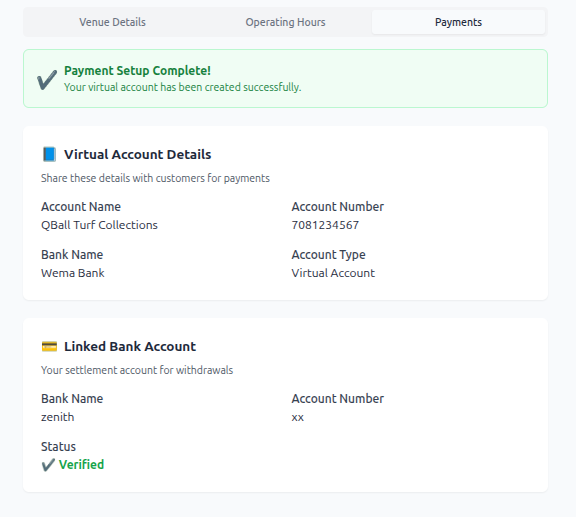 Venue Details Operating Hours Payments
Payment Setup Complete!
Your virtual account has been created successfully.
Virtual Account Details
Share these details with customers for payments
Account Name Account Number
QBall Turf Collections 7081234567
Bank Name Account Type
Wema Bank Virtual Account
Linked Bank Account
Your settlement account for withdrawals
Bank Name Account Number
zenith xx
Status
Verified